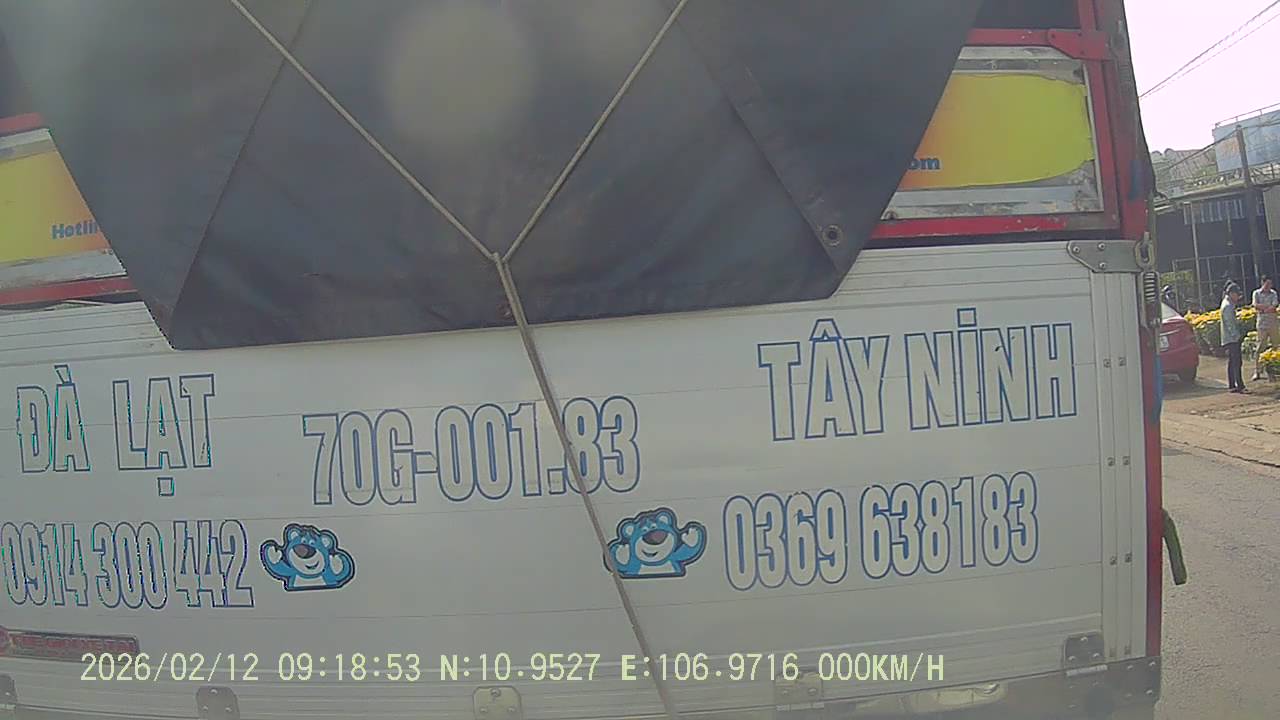 Hotli
om
TÂY NINH
ĐÀ LẠT
70G-001.83
0914 300 442
0369 638183
2026/02/12 09:18:53 N:10.9527 E:106.9716 000KM/H